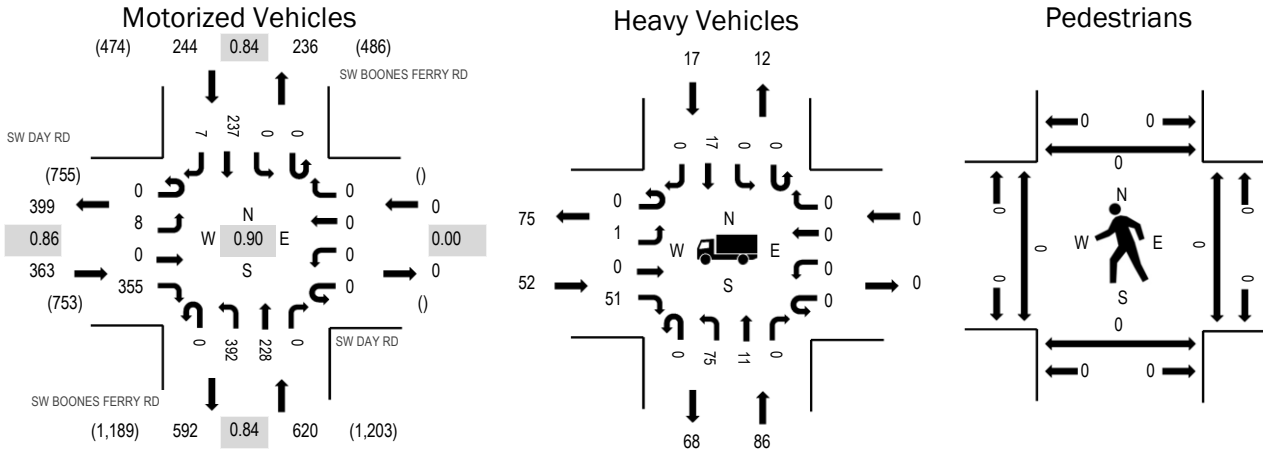 Motorized Vehicles
(474) 244 0.84 236 (486)
SW BOONES FERRY RD
7 237 0 0
SW DAY RD
(755)
399
0.86
363
(753)
0
8
0
355
N
W 0.90 E
S
0
0
0
0
()
0
0.00
0
()
0 392 228 0
SW DAY RD
SW BOONES FERRY RD
(1,189) 592 0.84 620 (1,203)
Heavy Vehicles
17 12
0 17 0 0
75
52
0
1
0
51
N
W E
S
0
0
0
0
0
0
0 75 11 0
68 86
Pedestrians
0 0
0
0
0
N
W E
S
0
0
0
0 0